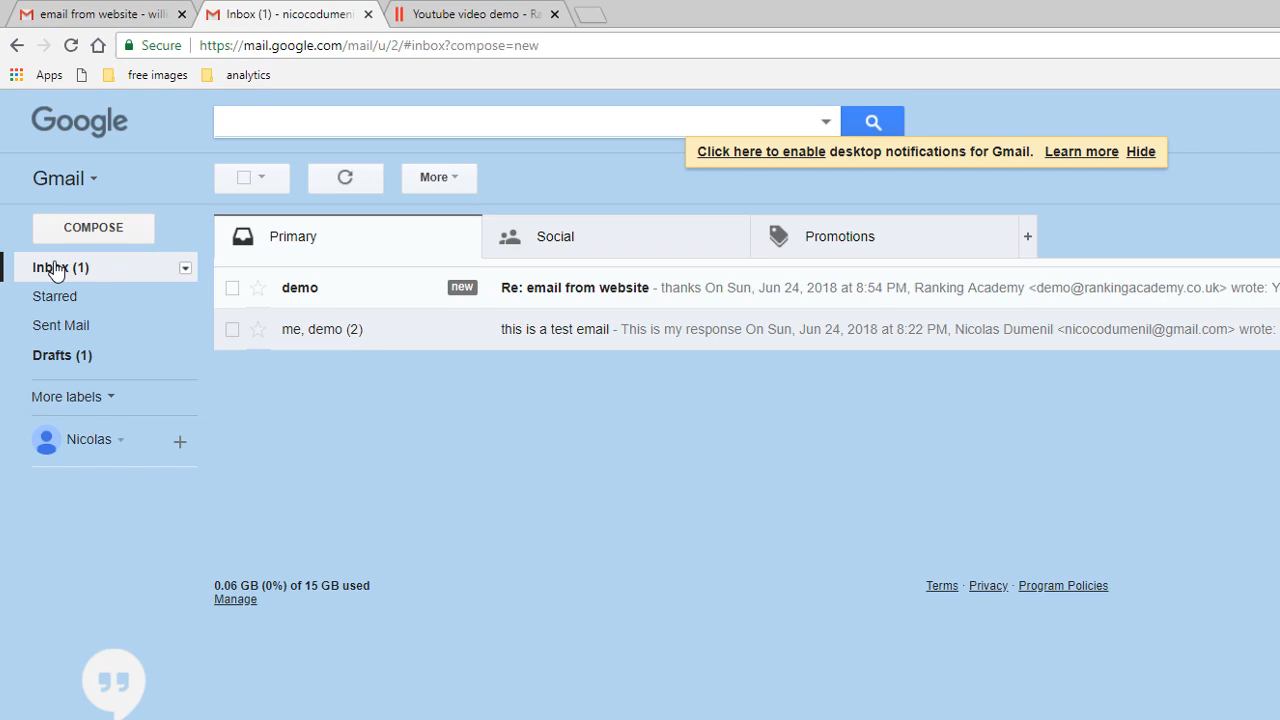 email from website - willi
Inbox (1) - nicocodumeni
Youtube video demo - Ra
Secure https://mail.google.com/mail/u/2/#inbox?compose=new
Apps free images analytics
Google
Click here to enable desktop notifications for Gmail. Learn more Hide
Gmail
More
COMPOSE
Primary Social Promotions +
Inbox (1)
demo new Re: email from website - thanks On Sun, Jun 24, 2018 at 8:54 PM, Ranking Academy <demo@rankingacademy.co.uk> wrote: Y
Starred
Sent Mail
me, demo (2) this is a test email - This is my response On Sun, Jun 24, 2018 at 8:22 PM, Nicolas Dumenil <nicocodumenil@gmail.com> wrote:
Drafts (1)
More labels
Nicolas +
0.06 GB (0%) of 15 GB used
Manage
Terms · Privacy · Program Policies